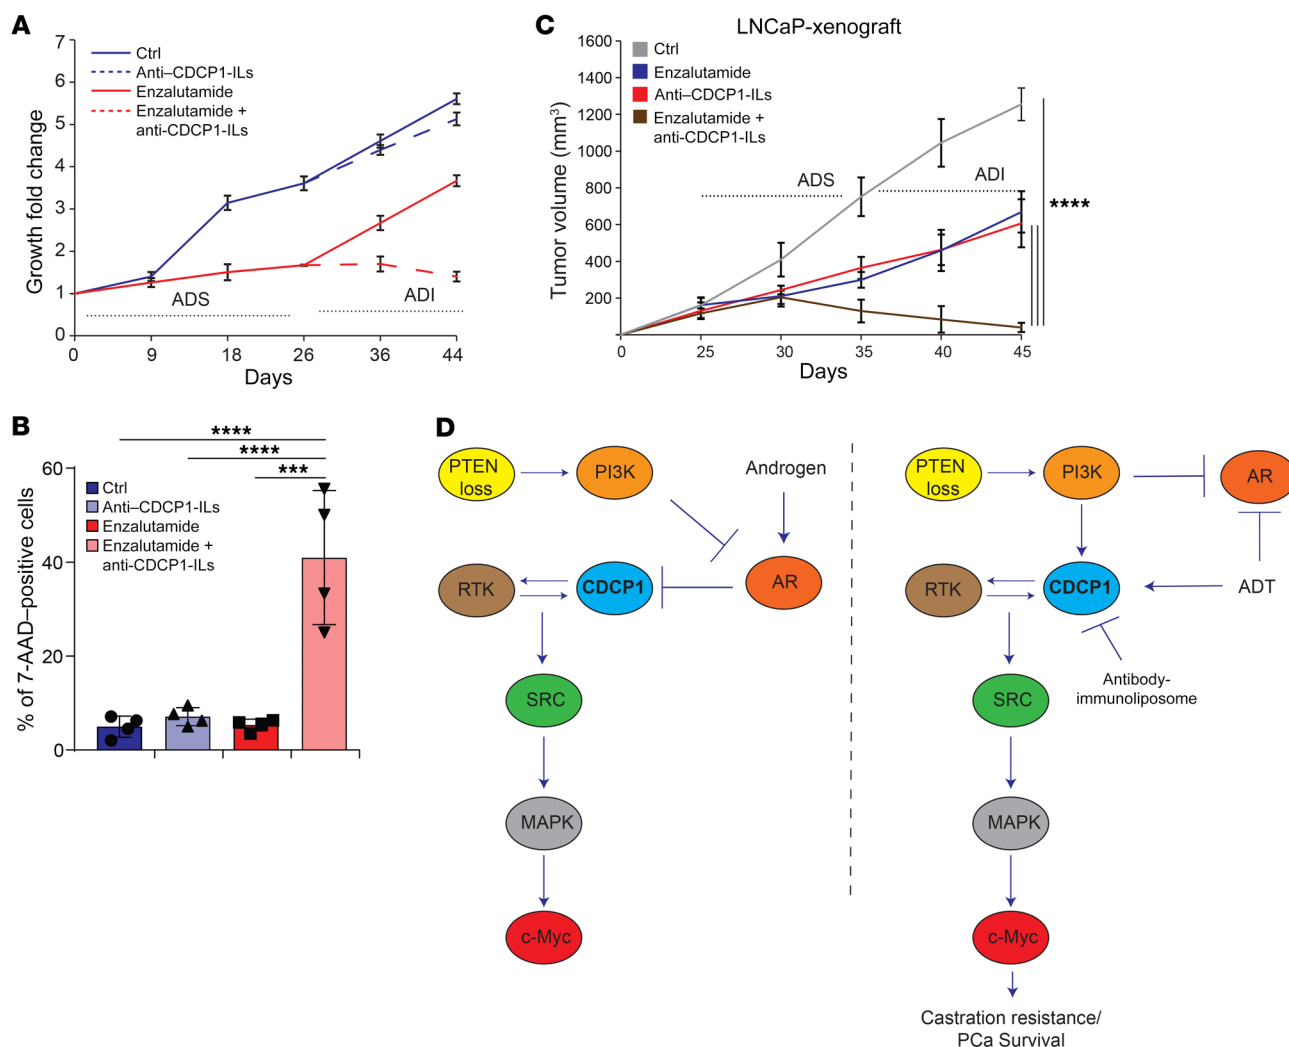 A
Growth fold change
7
6
5
4
3
2
1
0
Ctrl
Anti–CDCP1-ILs
Enzalutamide
Enzalutamide +
anti-CDCP1-ILs
ADS
ADI
0
9
18
26
36
44
Days
C
LNCaP-xenograft
Tumor volume (mm³)
1600
1400
1200
1000
800
600
400
200
Ctrl
Enzalutamide
Anti–CDCP1-ILs
Enzalutamide +
anti-CDCP1-ILs
ADS
ADI
****
0
25
30
35
40
45
Days
B
% of 7-AAD–positive cells
60
40
20
0
****
****
***
Ctrl
Anti–CDCP1-ILs
Enzalutamide
Enzalutamide +
anti-CDCP1-ILs
D
PTEN
loss
PI3K
Androgen
RTK
CDCP1
AR
SRC
MAPK
c-Myc
PTEN
loss
PI3K
AR
RTK
CDCP1
ADT
Antibody-
immunoliposome
SRC
MAPK
c-Myc
Castration resistance/
PCa Survival